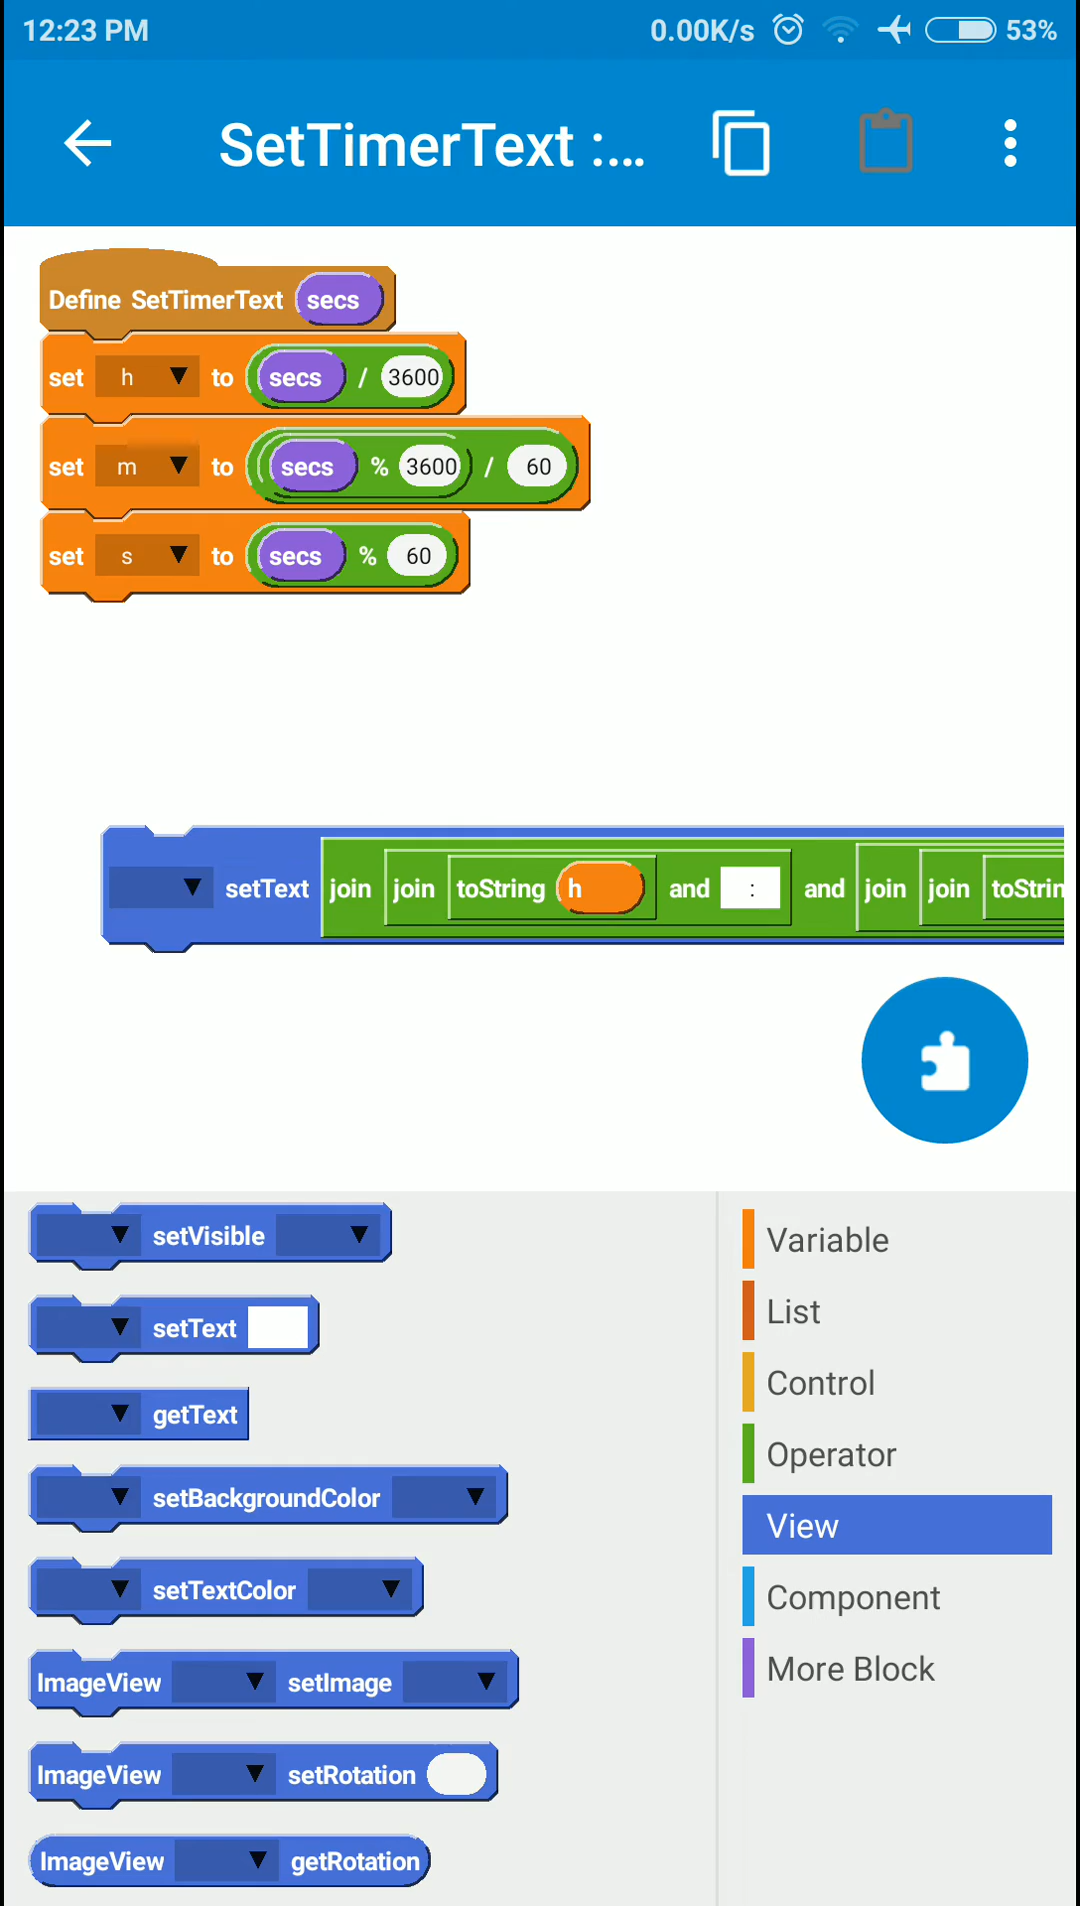 12:23 PM 0.00K/s 53%
SetTimerText :...
Define SetTimerText secs
set h to secs / 3600
set m to secs % 3600 / 60
set s to secs % 60
setText join join toString h and : and join join toStrin
setVisible
setText
getText
setBackgroundColor
setTextColor
ImageView setImage
ImageView setRotation
ImageView getRotation
Variable
List
Control
Operator
View
Component
More Block